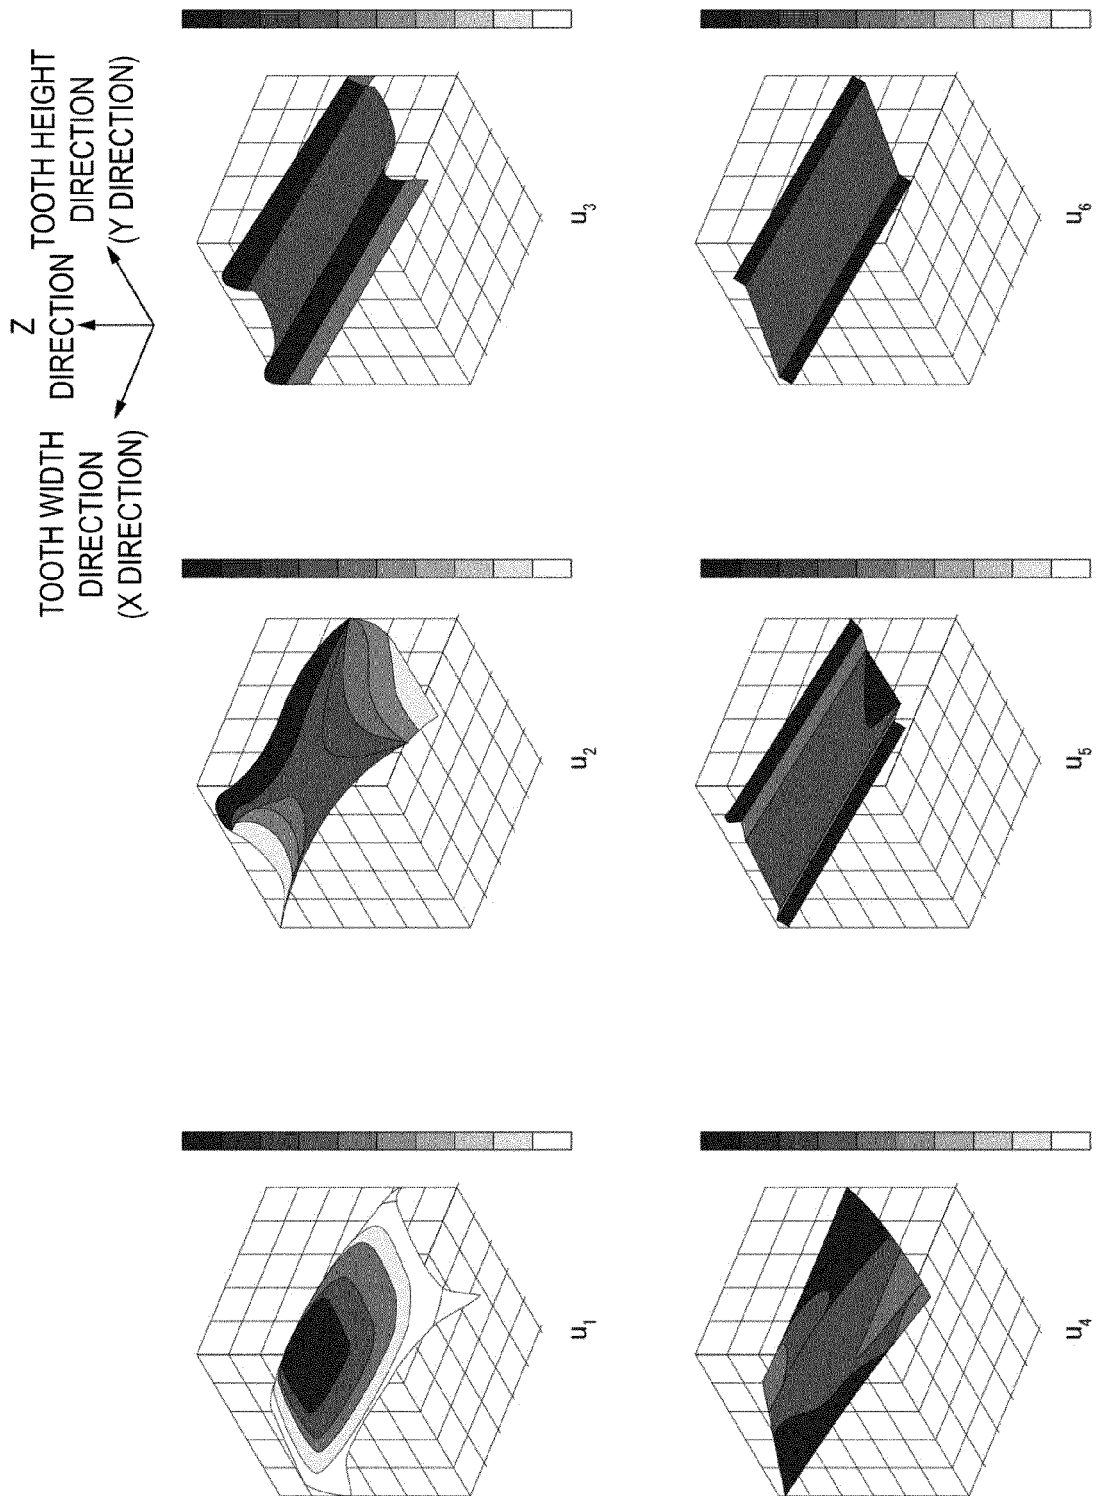 TOOTH WIDTH
DIRECTION
(X DIRECTION)
Z
DIRECTION
TOOTH HEIGHT
DIRECTION
(Y DIRECTION)
u₁
u₂
u₃
u₄
u₅
u₆